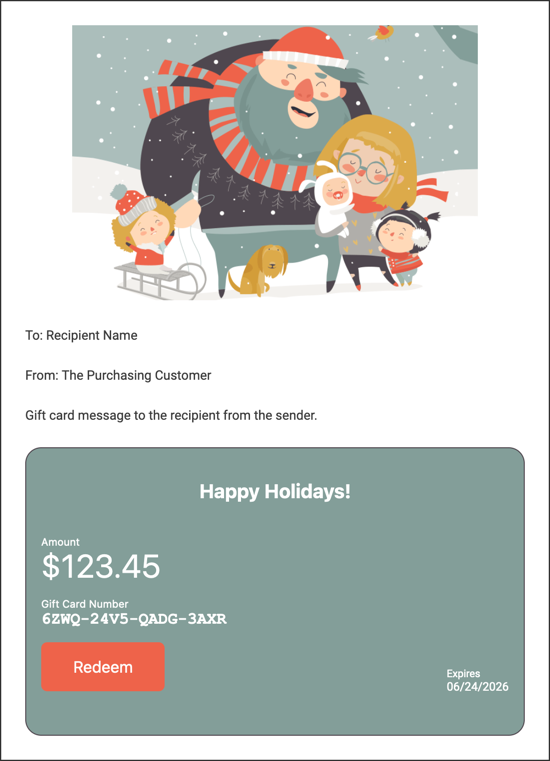 To: Recipient Name
From: The Purchasing Customer
Gift card message to the recipient from the sender.
Happy Holidays!
Amount
$123.45
Gift Card Number
6ZWQ-24V5-QADG-3AXR
Redeem
Expires
06/24/2026